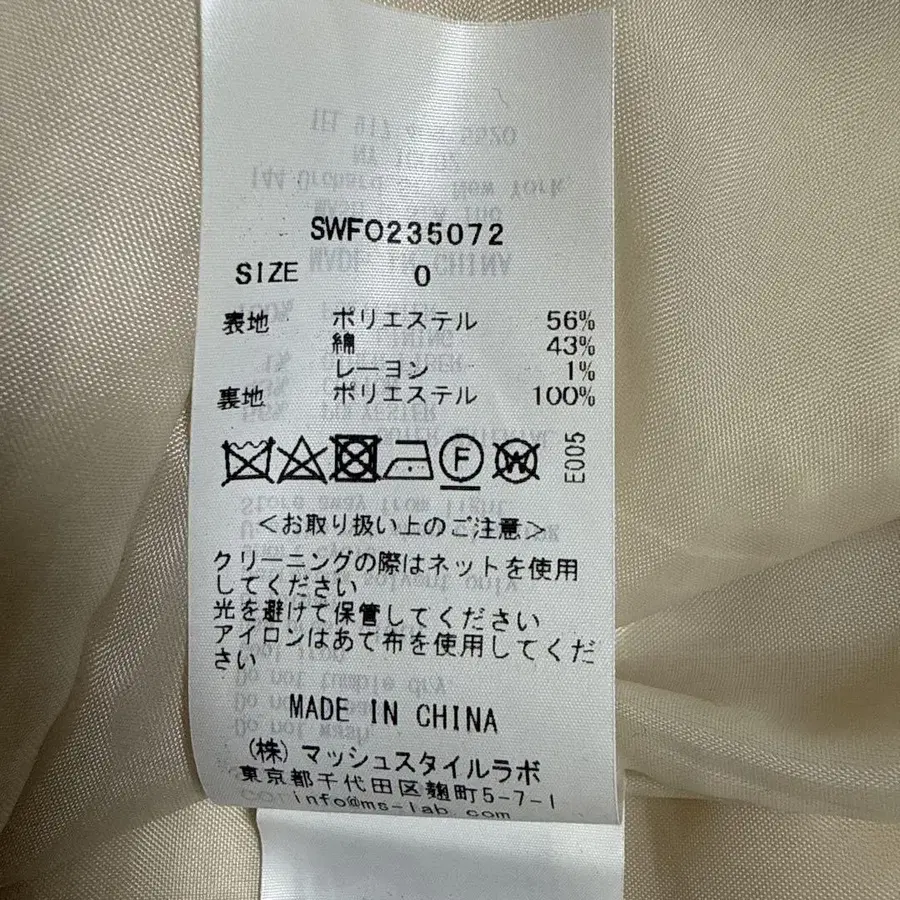 SWFO235072
SIZE 0
表地 ポリエステル 56%
綿 43%
レーヨン 1%
裏地 ポリエステル 100%
F W E005
<お取り扱い上のご注意>
クリーニングの際はネットを使用
してください
光を避けて保管してください
アイロンはあて布を使用してくだ
さい
MADE IN CHINA
(株)マッシュスタイルラボ
東京都千代田区麹町5-7-1
info@ms-lab.com